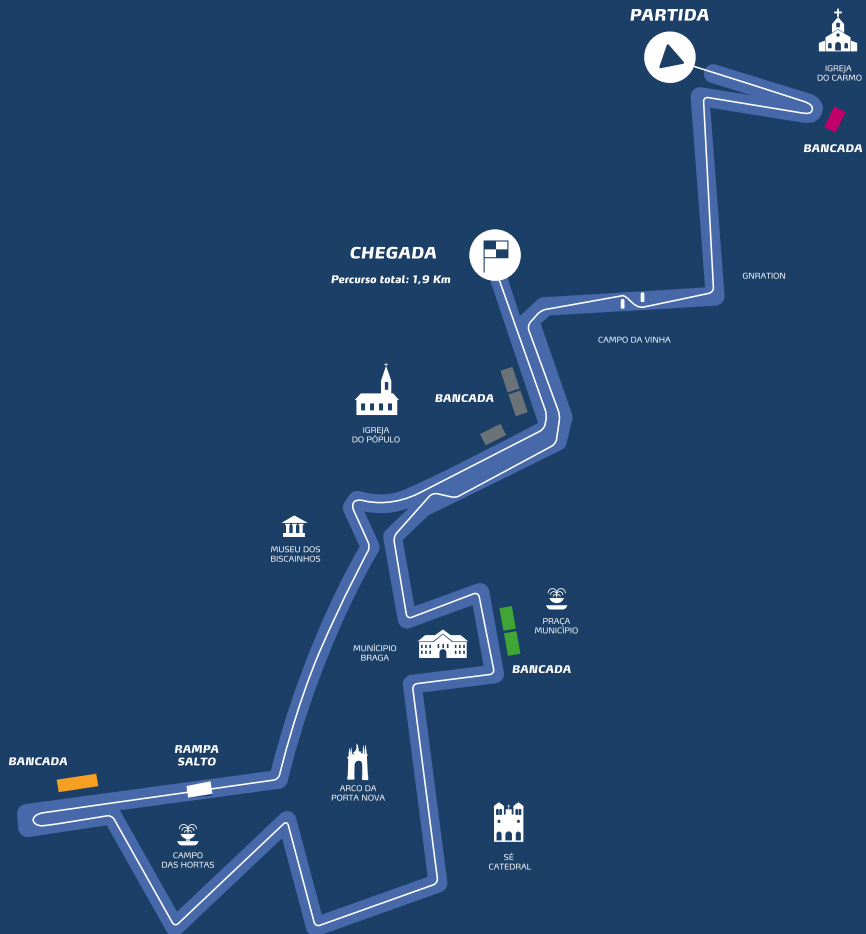 PARTIDA
IGREJA
DO CARMO
BANCADA
CHEGADA
Percurso total: 1,9 Km
GNRATION
CAMPO DA VINHA
BANCADA
IGREJA
DO PÓPULO
MUSEU DOS
BISCAINHOS
PRAÇA
MUNICÍPIO
MUNÍCIPIO
BRAGA
BANCADA
RAMPA
SALTO
BANCADA
ARCO DA
PORTA NOVA
CAMPO
DAS HORTAS
SÉ
CATEDRAL